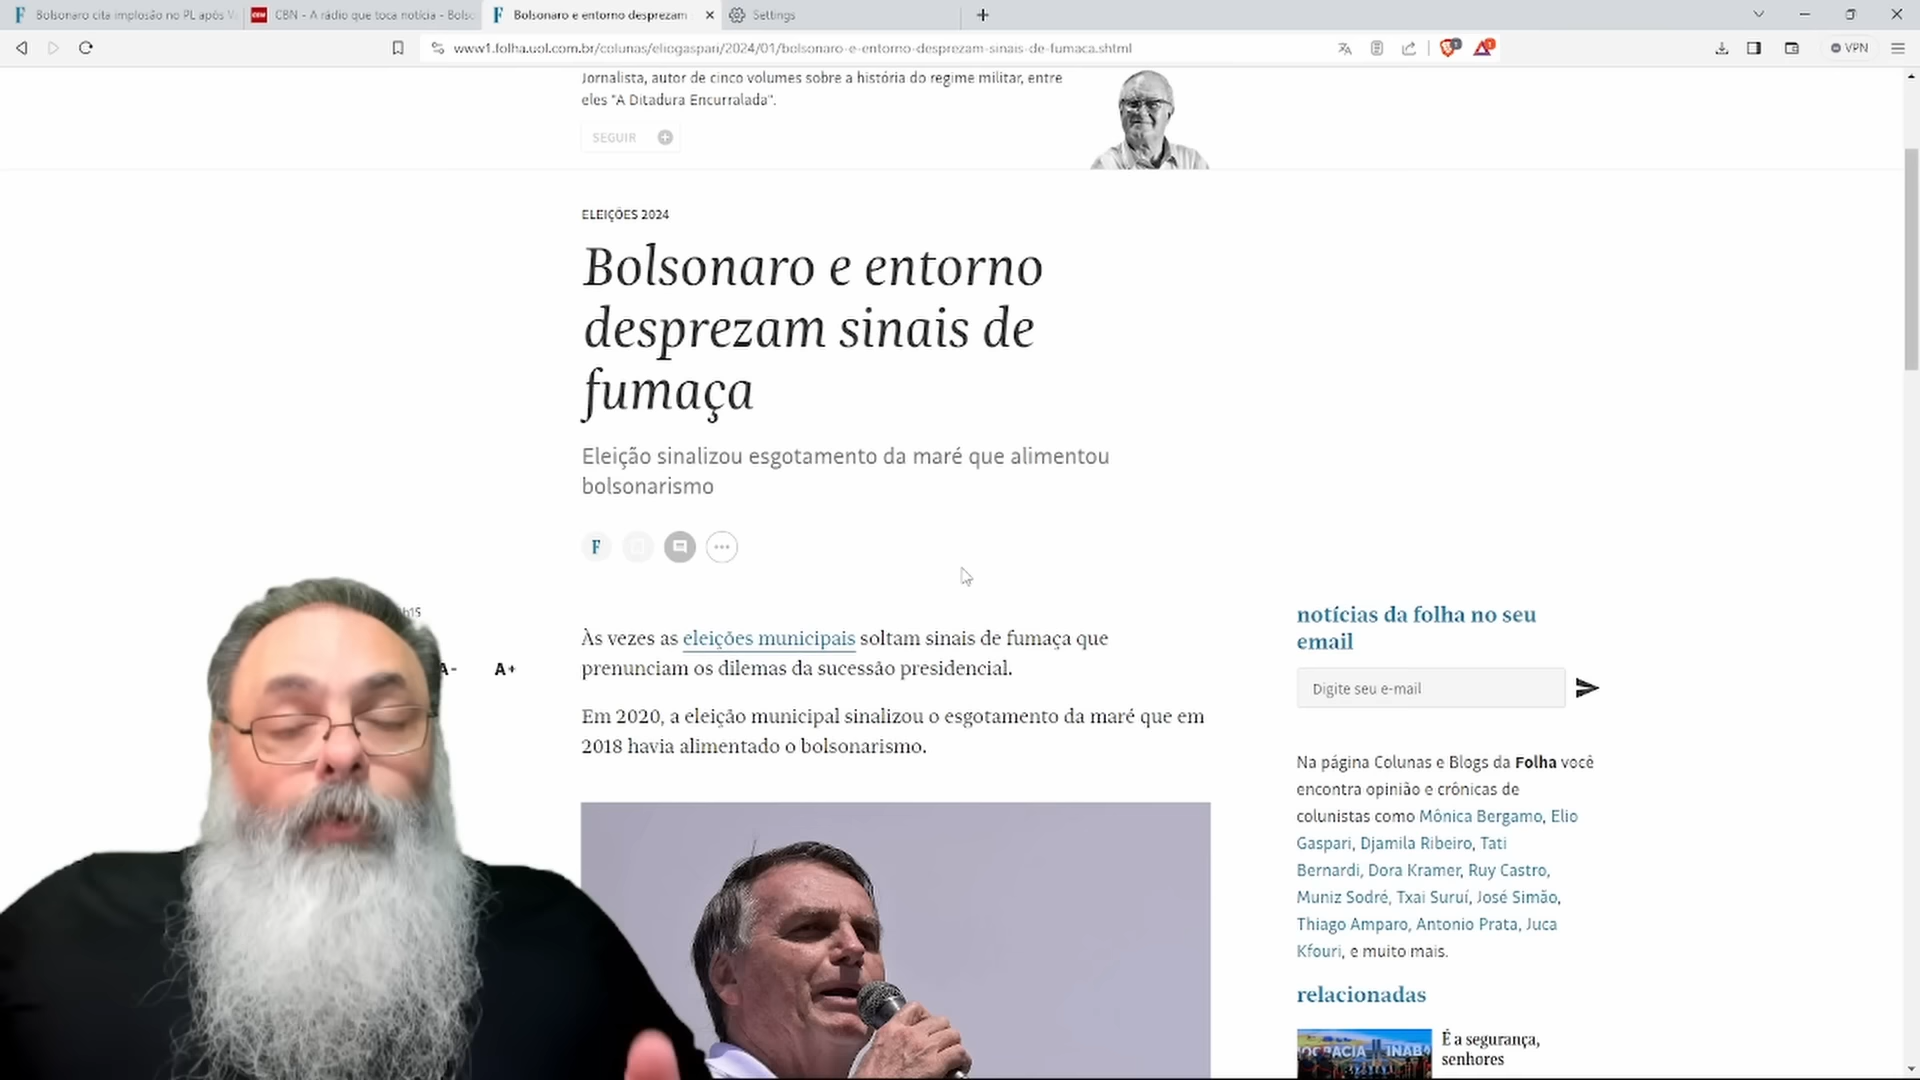 Bolsonaro cita implosão no PL após V
CBN - A rádio que toca notícia - Bols
Bolsonaro e entorno desprezam
Settings
www1.folha.uol.com.br/colunas/eliogaspari/2024/01/bolsonaro-e-entorno-desprezam-sinais-de-fumaca.shtml
VPN
Jornalista, autor de cinco volumes sobre a história do regime militar, entre
eles "A Ditadura Encurralada".
SEGUIR
ELEIÇÕES 2024
Bolsonaro e entorno
desprezam sinais de
fumaça
Eleição sinalizou esgotamento da maré que alimentou
bolsonarismo
F
h15
A- A+
Às vezes as eleições municipais soltam sinais de fumaça que
prenunciam os dilemas da sucessão presidencial.
Em 2020, a eleição municipal sinalizou o esgotamento da maré que em
2018 havia alimentado o bolsonarismo.
notícias da folha no seu
email
Digite seu e-mail
Na página Colunas e Blogs da Folha você
encontra opinião e crônicas de
colunistas como Mônica Bergamo, Elio
Gaspari, Djamila Ribeiro, Tati
Bernardi, Dora Kramer, Ruy Castro,
Muniz Sodré, Txai Suruí, José Simão,
Thiago Amparo, Antonio Prata, Juca
Kfouri, e muito mais.
relacionadas
É a segurança,
senhores